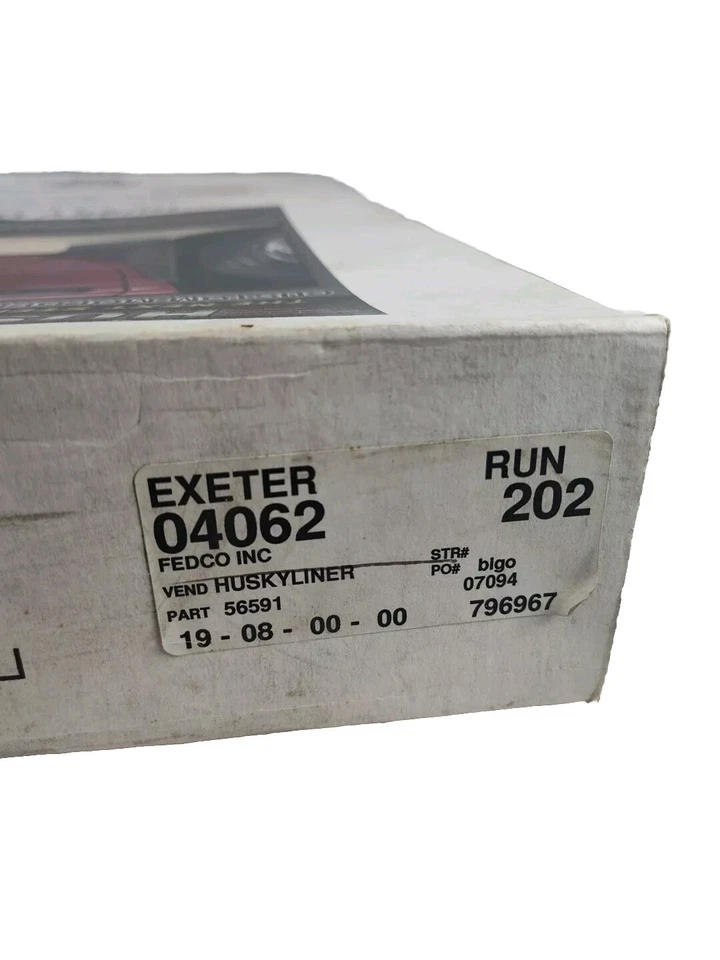 EXETER RUN
04062 202
FEDCO INC STR#
VEND HUSKYLINER PO# bigo
PART 56591 07094
19 - 08 - 00 - 00 796967